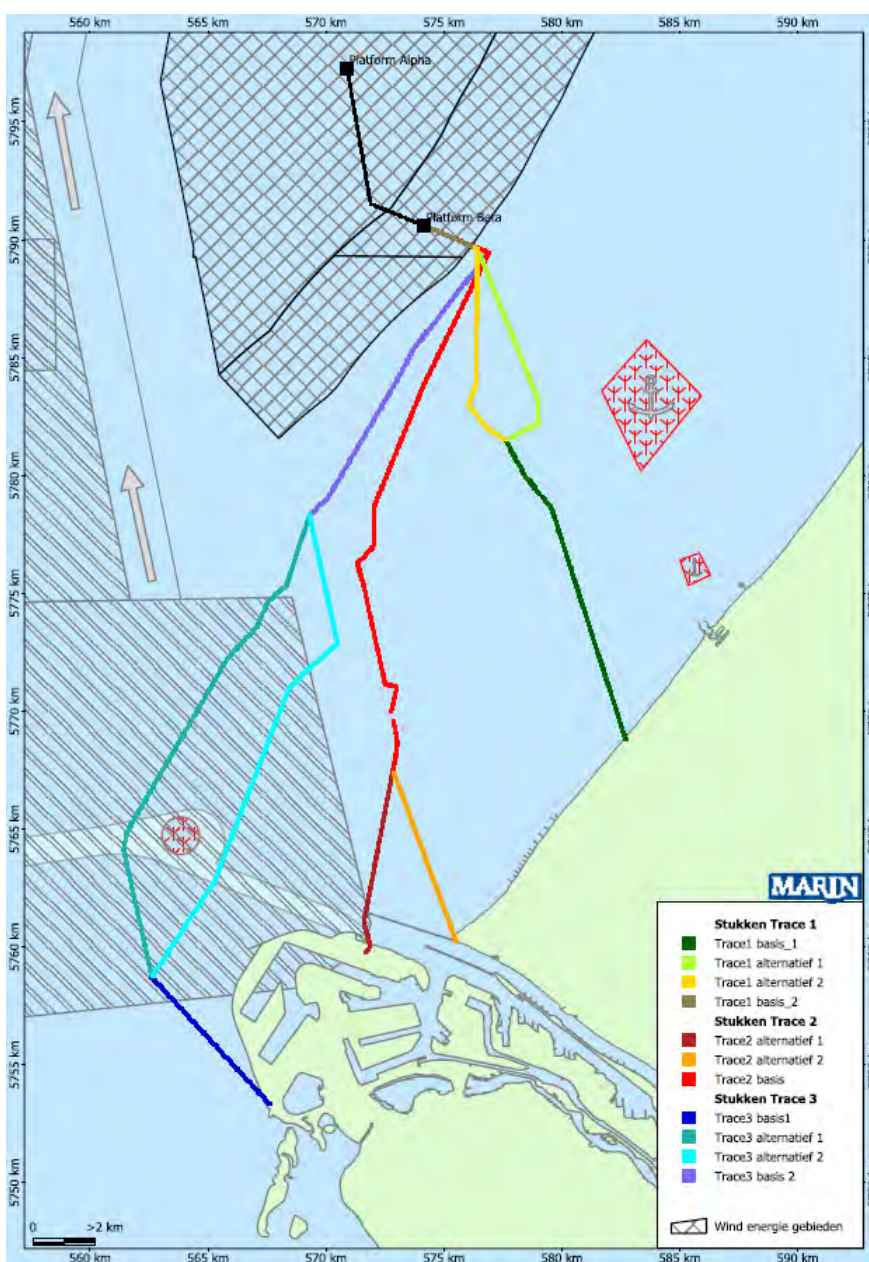 560 km 565 km 570 km 575 km 580 km 585 km 590 km
Platform Alpha
5795 km
Platform Beta
5790 km
5785 km
5780 km
5775 km
5770 km
5765 km
5760 km
5755 km
5750 km
MARIN
Stukken Trace 1
Trace1 basis_1
Trace1 alternatief 1
Trace1 alternatief 2
Trace1 basis_2
Stukken Trace 2
Trace2 alternatief 1
Trace2 alternatief 2
Trace2 basis
Stukken Trace 3
Trace3 basis1
Trace3 alternatief 1
Trace3 alternatief 2
Trace3 basis 2
Wind energie gebieden
0 >2 km
560 km 565 km 570 km 575 km 580 km 585 km 590 km